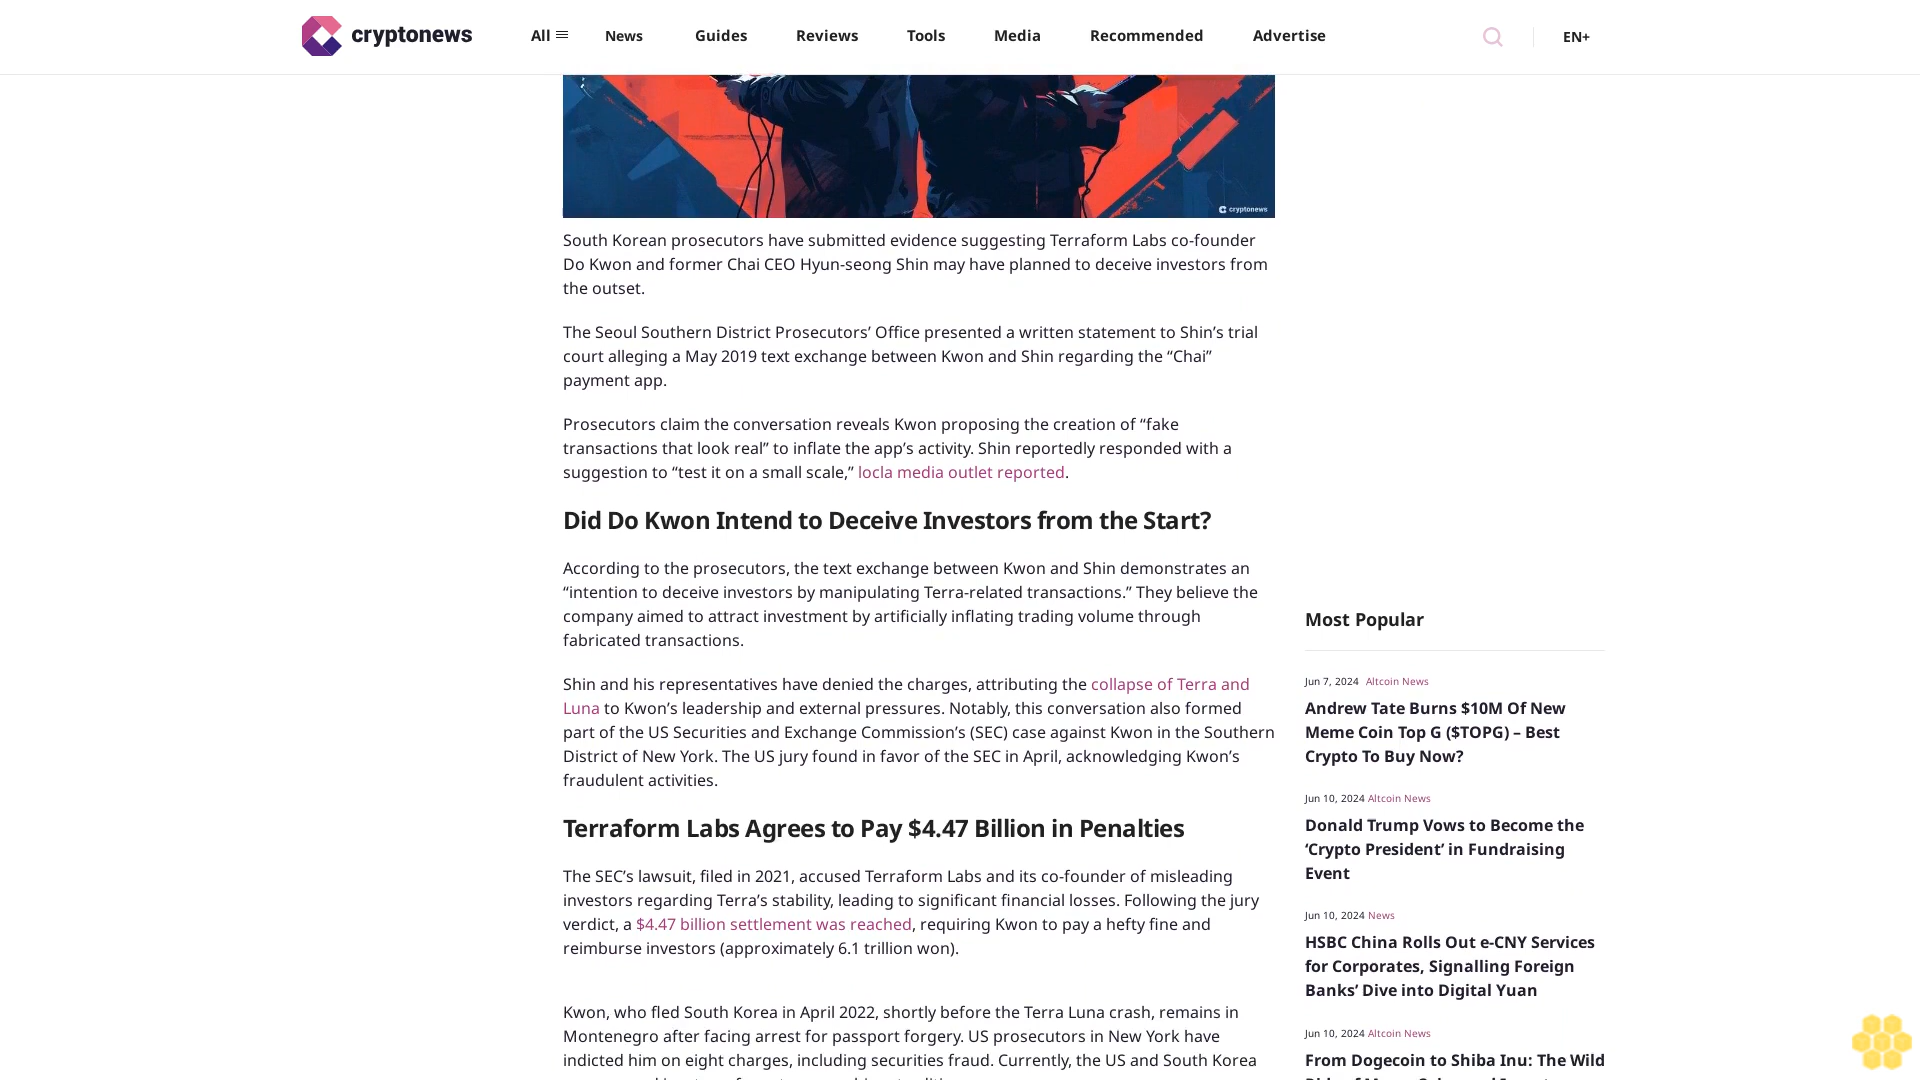 cryptonews
All
News
Guides
Reviews
Tools
Media
Recommended
Advertise
EN+
cryptonews
South Korean prosecutors have submitted evidence suggesting Terraform Labs co-founder
Do Kwon and former Chai CEO Hyun-seong Shin may have planned to deceive investors from
the outset.
The Seoul Southern District Prosecutors’ Office presented a written statement to Shin’s trial
court alleging a May 2019 text exchange between Kwon and Shin regarding the “Chai”
payment app.
Prosecutors claim the conversation reveals Kwon proposing the creation of “fake
transactions that look real” to inflate the app’s activity. Shin reportedly responded with a
suggestion to “test it on a small scale,” locla media outlet reported.
Did Do Kwon Intend to Deceive Investors from the Start?
According to the prosecutors, the text exchange between Kwon and Shin demonstrates an
“intention to deceive investors by manipulating Terra-related transactions.” They believe the
company aimed to attract investment by artificially inflating trading volume through
fabricated transactions.
Shin and his representatives have denied the charges, attributing the collapse of Terra and
Luna to Kwon’s leadership and external pressures. Notably, this conversation also formed
part of the US Securities and Exchange Commission’s (SEC) case against Kwon in the Southern
District of New York. The US jury found in favor of the SEC in April, acknowledging Kwon’s
fraudulent activities.
Terraform Labs Agrees to Pay $4.47 Billion in Penalties
The SEC’s lawsuit, filed in 2021, accused Terraform Labs and its co-founder of misleading
investors regarding Terra’s stability, leading to significant financial losses. Following the jury
verdict, a $4.47 billion settlement was reached, requiring Kwon to pay a hefty fine and
reimburse investors (approximately 6.1 trillion won).
Kwon, who fled South Korea in April 2022, shortly before the Terra Luna crash, remains in
Montenegro after facing arrest for passport forgery. US prosecutors in New York have
indicted him on eight charges, including securities fraud. Currently, the US and South Korea
Most Popular
Jun 7, 2024 Altcoin News
Andrew Tate Burns $10M Of New
Meme Coin Top G ($TOPG) – Best
Crypto To Buy Now?
Jun 10, 2024 Altcoin News
Donald Trump Vows to Become the
‘Crypto President’ in Fundraising
Event
Jun 10, 2024 News
HSBC China Rolls Out e-CNY Services
for Corporates, Signalling Foreign
Banks’ Dive into Digital Yuan
Jun 10, 2024 Altcoin News
From Dogecoin to Shiba Inu: The Wild